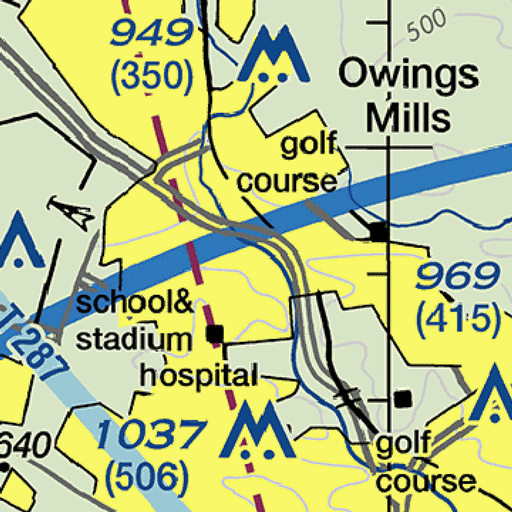 949
(350)
500
Owings
Mills
golf
course
969
(415)
school&
stadium
T-287
hospital
1037
(506)
640
golf
course